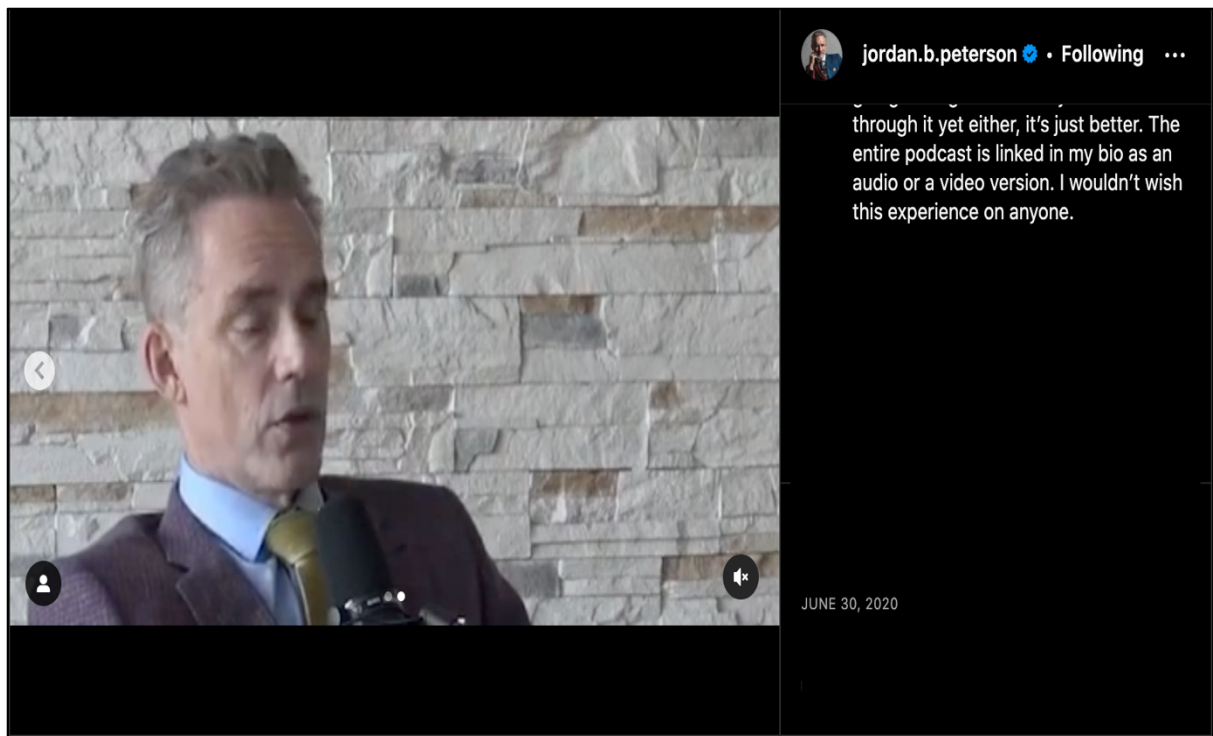 jordan.b.peterson • Following •••
through it yet either, it’s just better. The
entire podcast is linked in my bio as an
audio or a video version. I wouldn’t wish
this experience on anyone.
JUNE 30, 2020